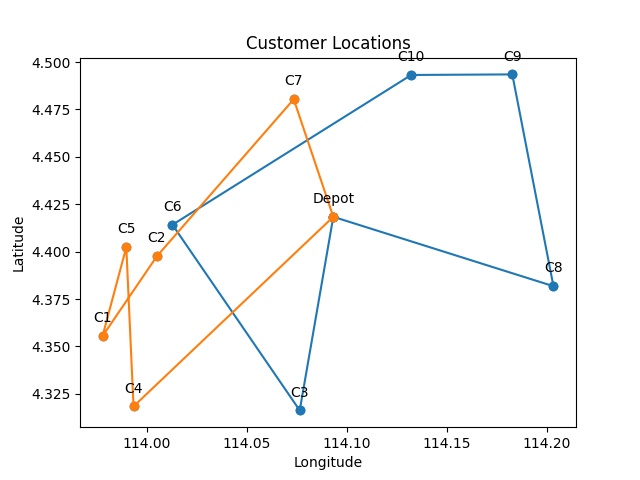 Customer Locations
4.500
4.475
4.450
4.425
4.400
4.375
4.350
4.325
Latitude
C10
C9
C7
C6
Depot
C5
C2
C8
C1
C4
C3
114.00
114.05
114.10
114.15
114.20
Longitude